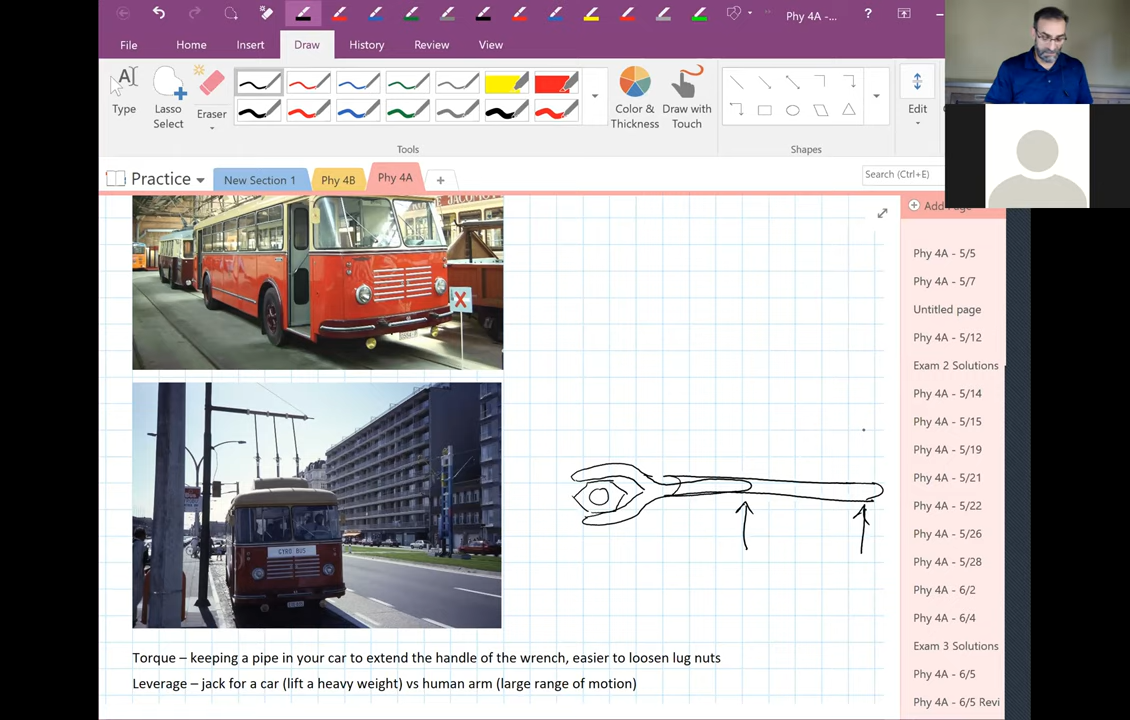 Phy 4A -...
?
File Home Insert Draw History Review View
Type
Lasso Select
Eraser
Color & Thickness
Draw with Touch
Edit
Tools
Shapes
Practice
New Section 1
Phy 4B
Phy 4A
Search (Ctrl+E)
Add Page
Phy 4A - 5/5
Phy 4A - 5/7
Untitled page
Phy 4A - 5/12
Exam 2 Solutions
Phy 4A - 5/14
Phy 4A - 5/15
Phy 4A - 5/19
Phy 4A - 5/21
Phy 4A - 5/22
Phy 4A - 5/26
Phy 4A - 5/28
Phy 4A - 6/2
Phy 4A - 6/4
Exam 3 Solutions
Phy 4A - 6/5
Phy 4A - 6/5 Revi
X
GYRO BUS
Torque – keeping a pipe in your car to extend the handle of the wrench, easier to loosen lug nuts
Leverage – jack for a car (lift a heavy weight) vs human arm (large range of motion)